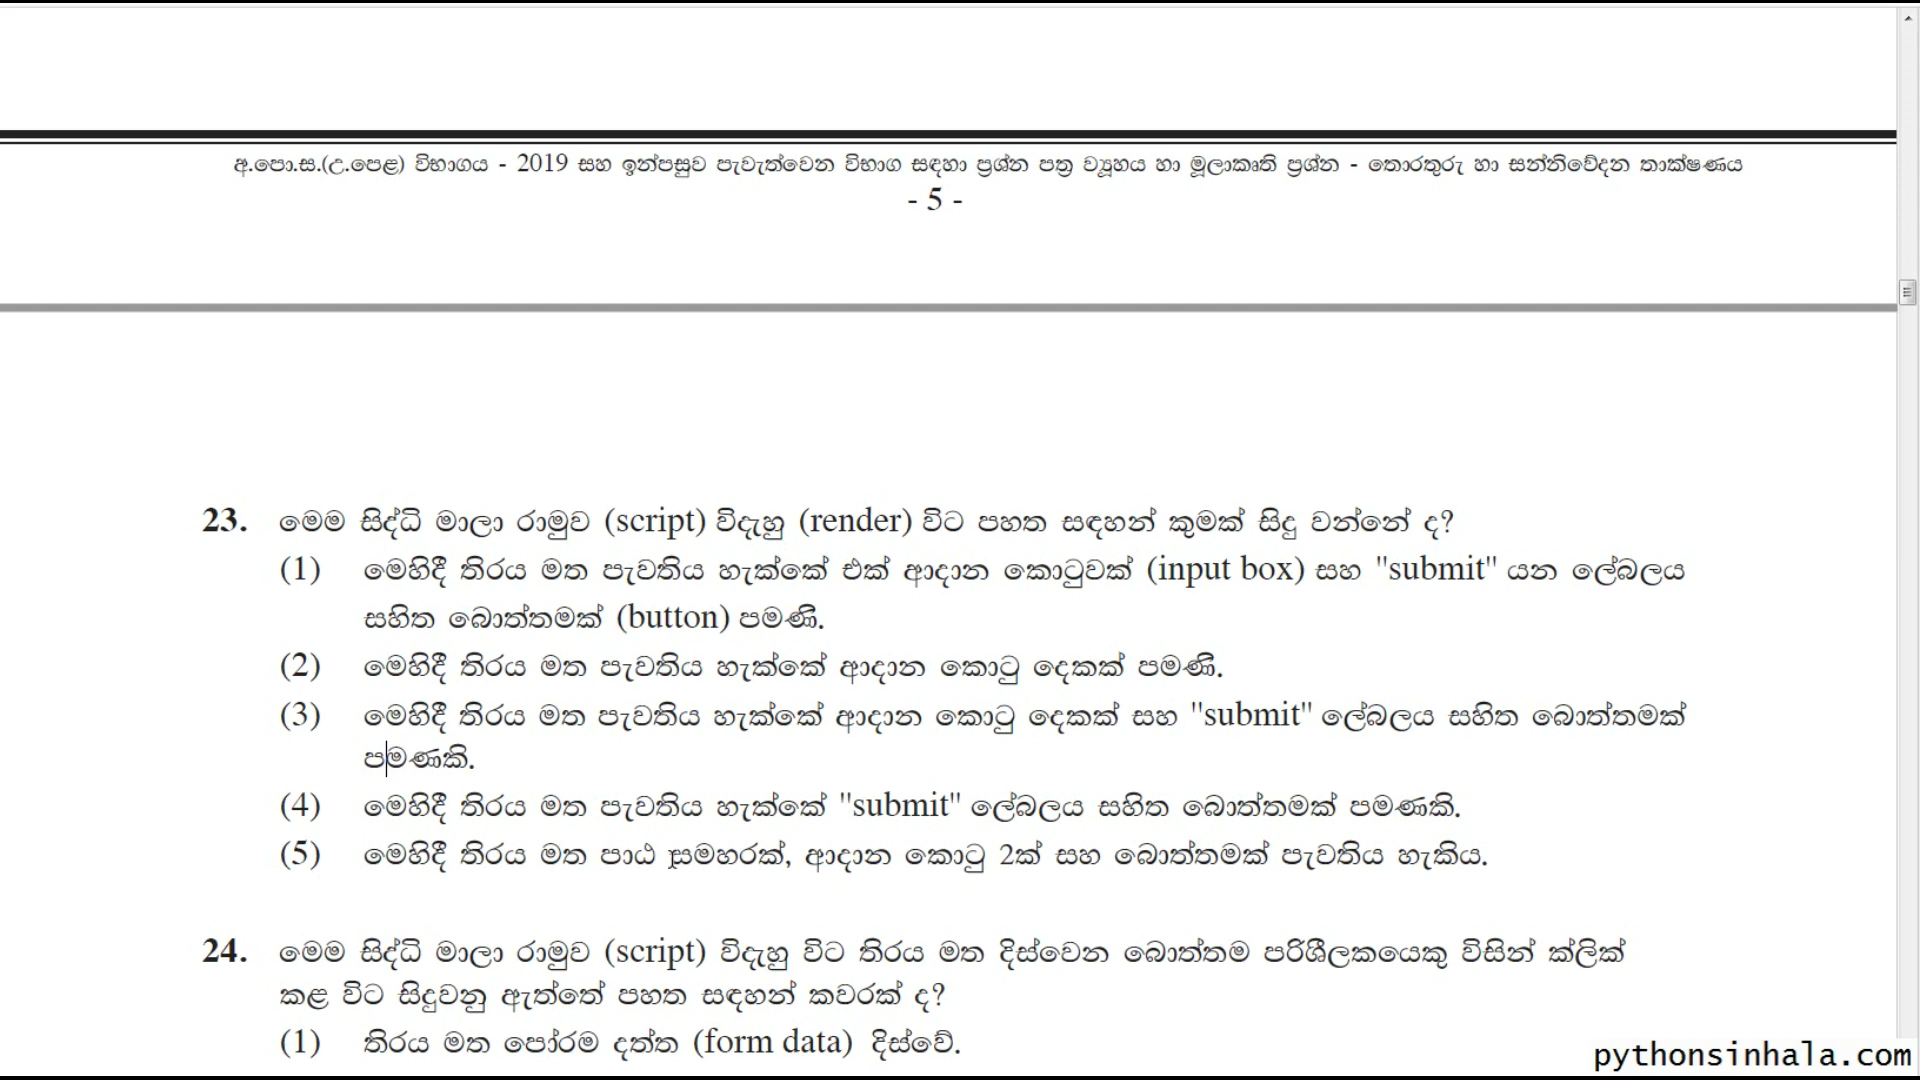 අ.පො.ස.(උ.පෙළ) විභාගය - 2019 සහ ඉන්පසුව පැවැත්වෙන විභාග සඳහා ප්‍රශ්න පත්‍ර ව්‍යූහය හා මූලාකෘති ප්‍රශ්න - තොරතුරු හා සන්නිවේදන තාක්ෂණය
- 5 -
23. මෙම සිද්ධි මාලා රාමුව (script) විදැහු (render) විට පහත සඳහන් කුමක් සිදු වන්නේ ද?
(1) මෙහිදී තිරය මත පැවතිය හැක්කේ එක් ආදාන කොටුවක් (input box) සහ "submit" යන ලේබලය
සහිත බොත්තමක් (button) පමණි.
(2) මෙහිදී තිරය මත පැවතිය හැක්කේ ආදාන කොටු දෙකක් පමණි.
(3) මෙහිදී තිරය මත පැවතිය හැක්කේ ආදාන කොටු දෙකක් සහ "submit" ලේබලය සහිත බොත්තමක්
පමණකි.
(4) මෙහිදී තිරය මත පැවතිය හැක්කේ "submit" ලේබලය සහිත බොත්තමක් පමණකි.
(5) මෙහිදී තිරය මත පාඨ සමහරක්, ආදාන කොටු 2ක් සහ බොත්තමක් පැවතිය හැකිය.
24. මෙම සිද්ධි මාලා රාමුව (script) විදැහු විට තිරය මත දිස්වෙන බොත්තම පරිශීලකයෙකු විසින් ක්ලික්
කළ විට සිදුවනු ඇත්තේ පහත සඳහන් කවරක් ද?
(1) තිරය මත පෝරම දත්ත (form data) දිස්වේ.
pythonsinhala.com